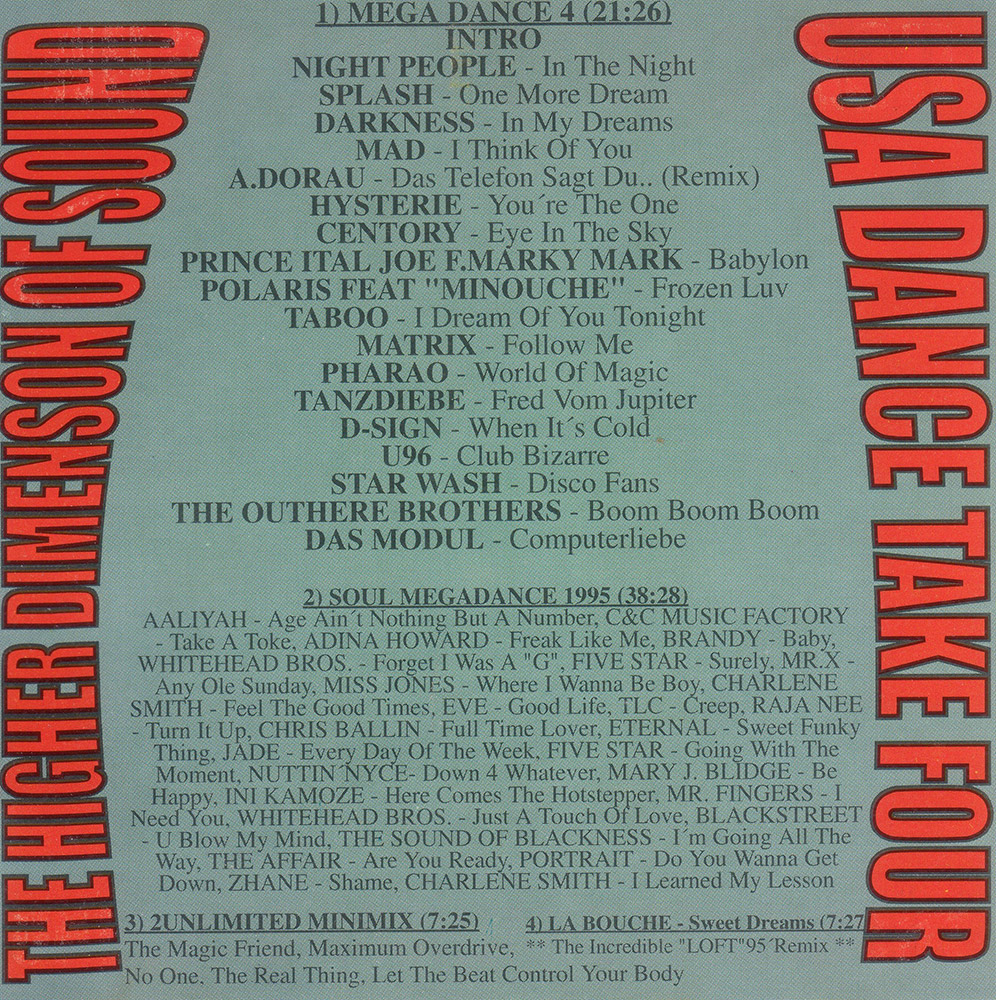 THE HIGHER DIMENSON OF SOUND
USA DANCE TAKE FOUR
1) MEGA DANCE 4 (21:26)
INTRO
NIGHT PEOPLE - In The Night
SPLASH - One More Dream
DARKNESS - In My Dreams
MAD - I Think Of You
A.DORAU - Das Telefon Sagt Du.. (Remix)
HYSTERIE - You´re The One
CENTORY - Eye In The Sky
PRINCE ITAL JOE F.MARKY MARK - Babylon
POLARIS FEAT "MINOUCHE" - Frozen Luv
TABOO - I Dream Of You Tonight
MATRIX - Follow Me
PHARAO - World Of Magic
TANZDIEBE - Fred Vom Jupiter
D-SIGN - When It´s Cold
U96 - Club Bizarre
STAR WASH - Disco Fans
THE OUTHERE BROTHERS - Boom Boom Boom
DAS MODUL - Computerliebe
2) SOUL MEGADANCE 1995 (38:28)
AALIYAH - Age Ain´t Nothing But A Number, C&C MUSIC FACTORY
- Take A Toke, ADINA HOWARD - Freak Like Me, BRANDY - Baby,
WHITEHEAD BROS. - Forget I Was A "G", FIVE STAR - Surely, MR.X -
Any Ole Sunday, MISS JONES - Where I Wanna Be Boy, CHARLENE
SMITH - Feel The Good Times, EVE - Good Life, TLC - Creep, RAJA NEE
- Turn It Up, CHRIS BALLIN - Full Time Lover, ETERNAL - Sweet Funky
Thing, JADE - Every Day Of The Week, FIVE STAR - Going With The
Moment, NUTTIN´NYCE- Down 4 Whatever, MARY J. BLIDGE - Be
Happy, INI KAMOZE - Here Comes The Hotstepper, MR. FINGERS - I
Need You, WHITEHEAD BROS. - Just A Touch Of Love, BLACKSTREET
- U Blow My Mind, THE SOUND OF BLACKNESS - I´m Going All The
Way, THE AFFAIR - Are You Ready, PORTRAIT - Do You Wanna Get
Down, ZHANE - Shame, CHARLENE SMITH - I Learned My Lesson
3) 2UNLIMITED MINIMIX (7:25)
The Magic Friend, Maximum Overdrive,
No One, The Real Thing, Let The Beat Control Your Body
4) LA BOUCHE - Sweet Dreams (7:27)
** The Incredible "LOFT"95´Remix **